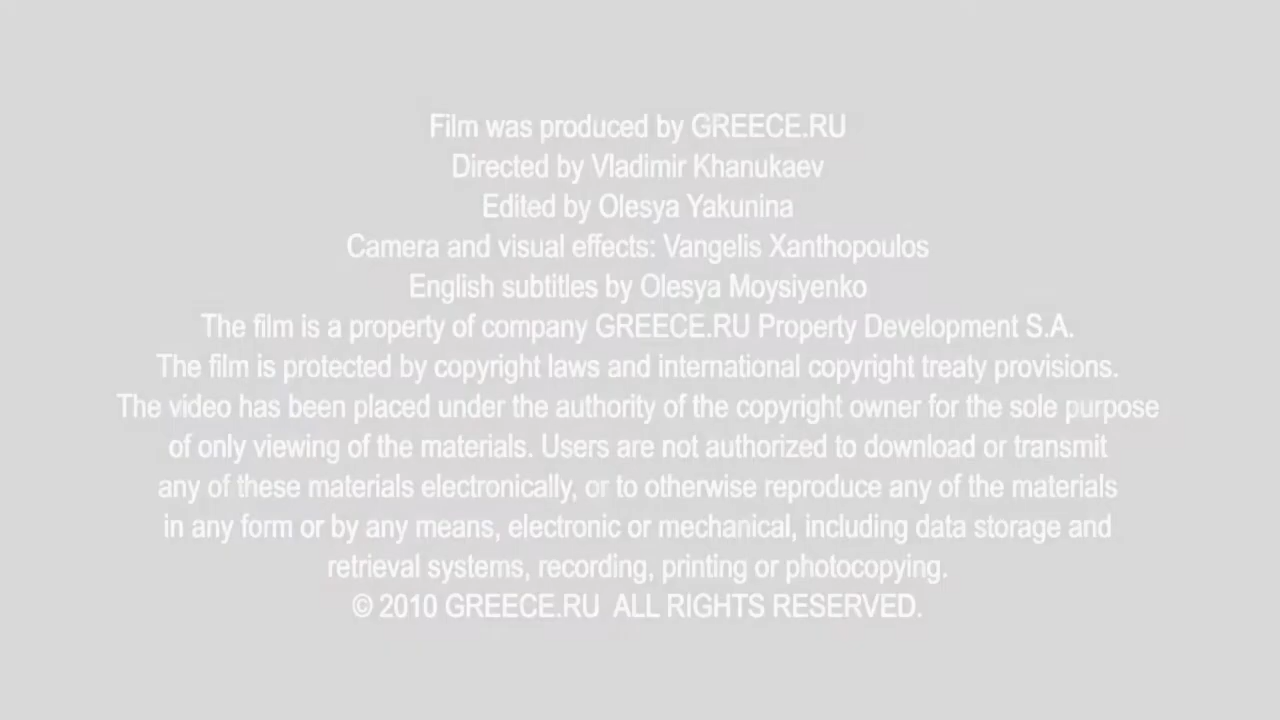 Film was produced by GREECE.RU
Directed by Vladimir Khanukaev
Edited by Olesya Yakunina
Camera and visual effects: Vangelis Xanthopoulos
English subtitles by Olesya Moysiyenko
The film is a property of company GREECE.RU Property Development S.A.
The film is protected by copyright laws and international copyright treaty provisions.
The video has been placed under the authority of the copyright owner for the sole purpose
of only viewing of the materials. Users are not authorized to download or transmit
any of these materials electronically, or to otherwise reproduce any of the materials
in any form or by any means, electronic or mechanical, including data storage and
retrieval systems, recording, printing or photocopying.
© 2010 GREECE.RU ALL RIGHTS RESERVED.